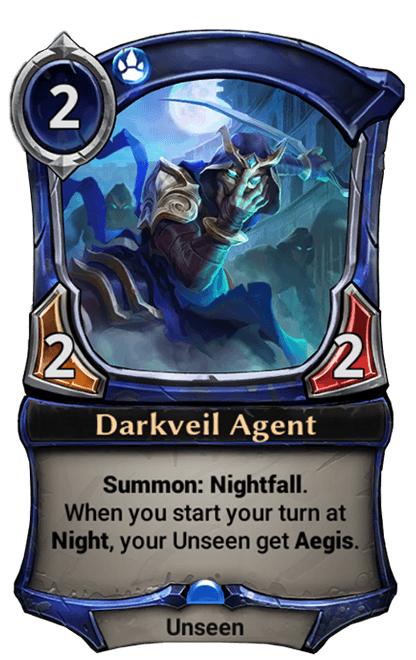 2
2
2
Darkveil Agent
Summon: Nightfall.
When you start your turn at
Night, your Unseen get Aegis.
Unseen